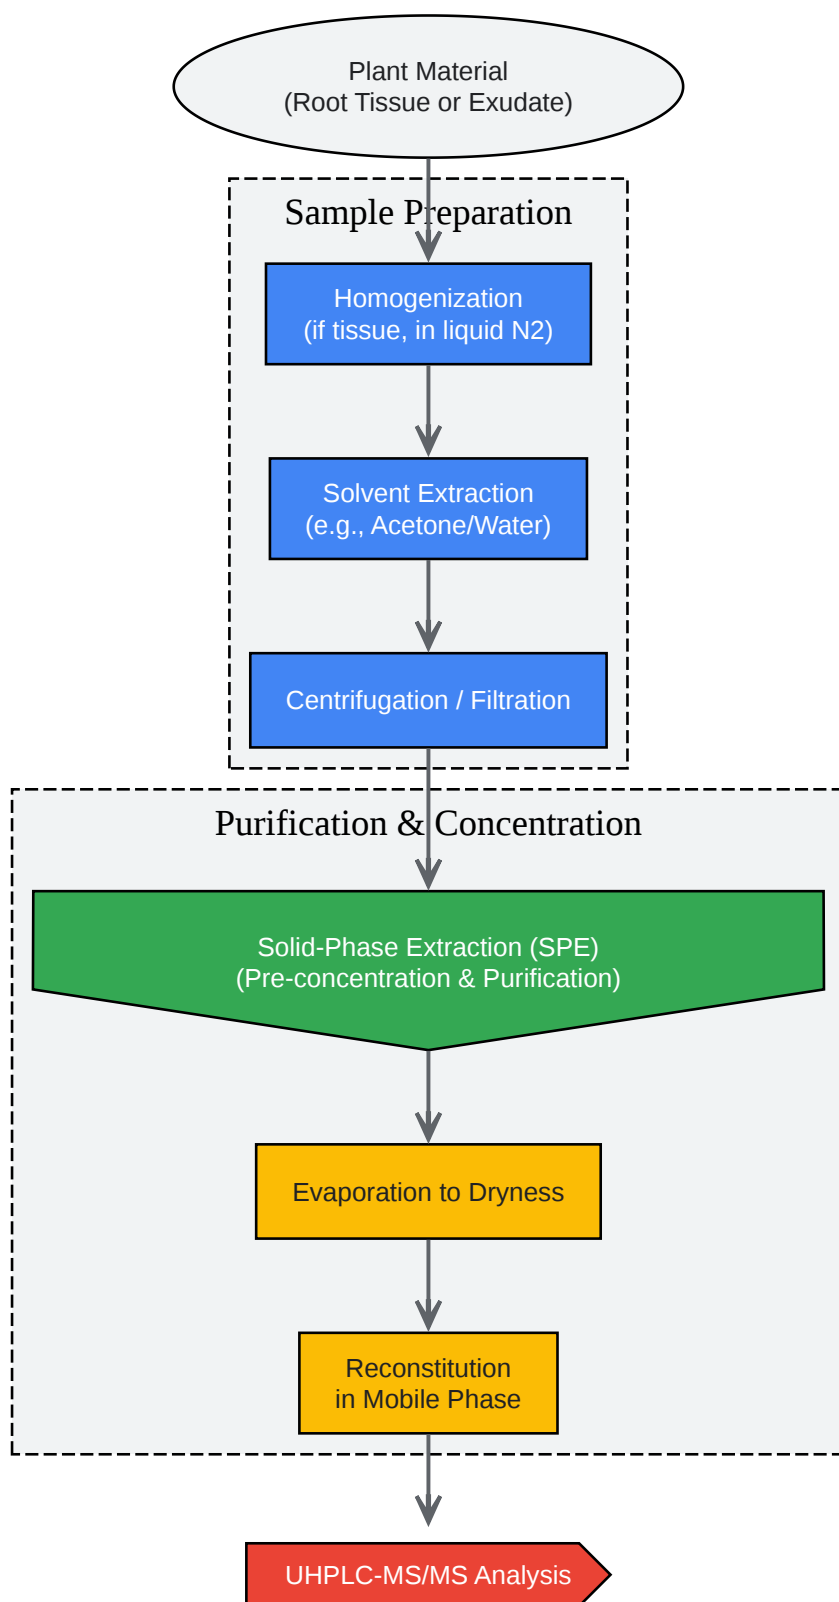 Plant Material
(Root Tissue or Exudate)
Sample Preparation
Homogenization
(if tissue, in liquid N2)
Solvent Extraction
(e.g., Acetone/Water)
Centrifugation / Filtration
Purification & Concentration
Solid-Phase Extraction (SPE)
(Pre-concentration & Purification)
Evaporation to Dryness
Reconstitution
in Mobile Phase
UHPLC-MS/MS Analysis